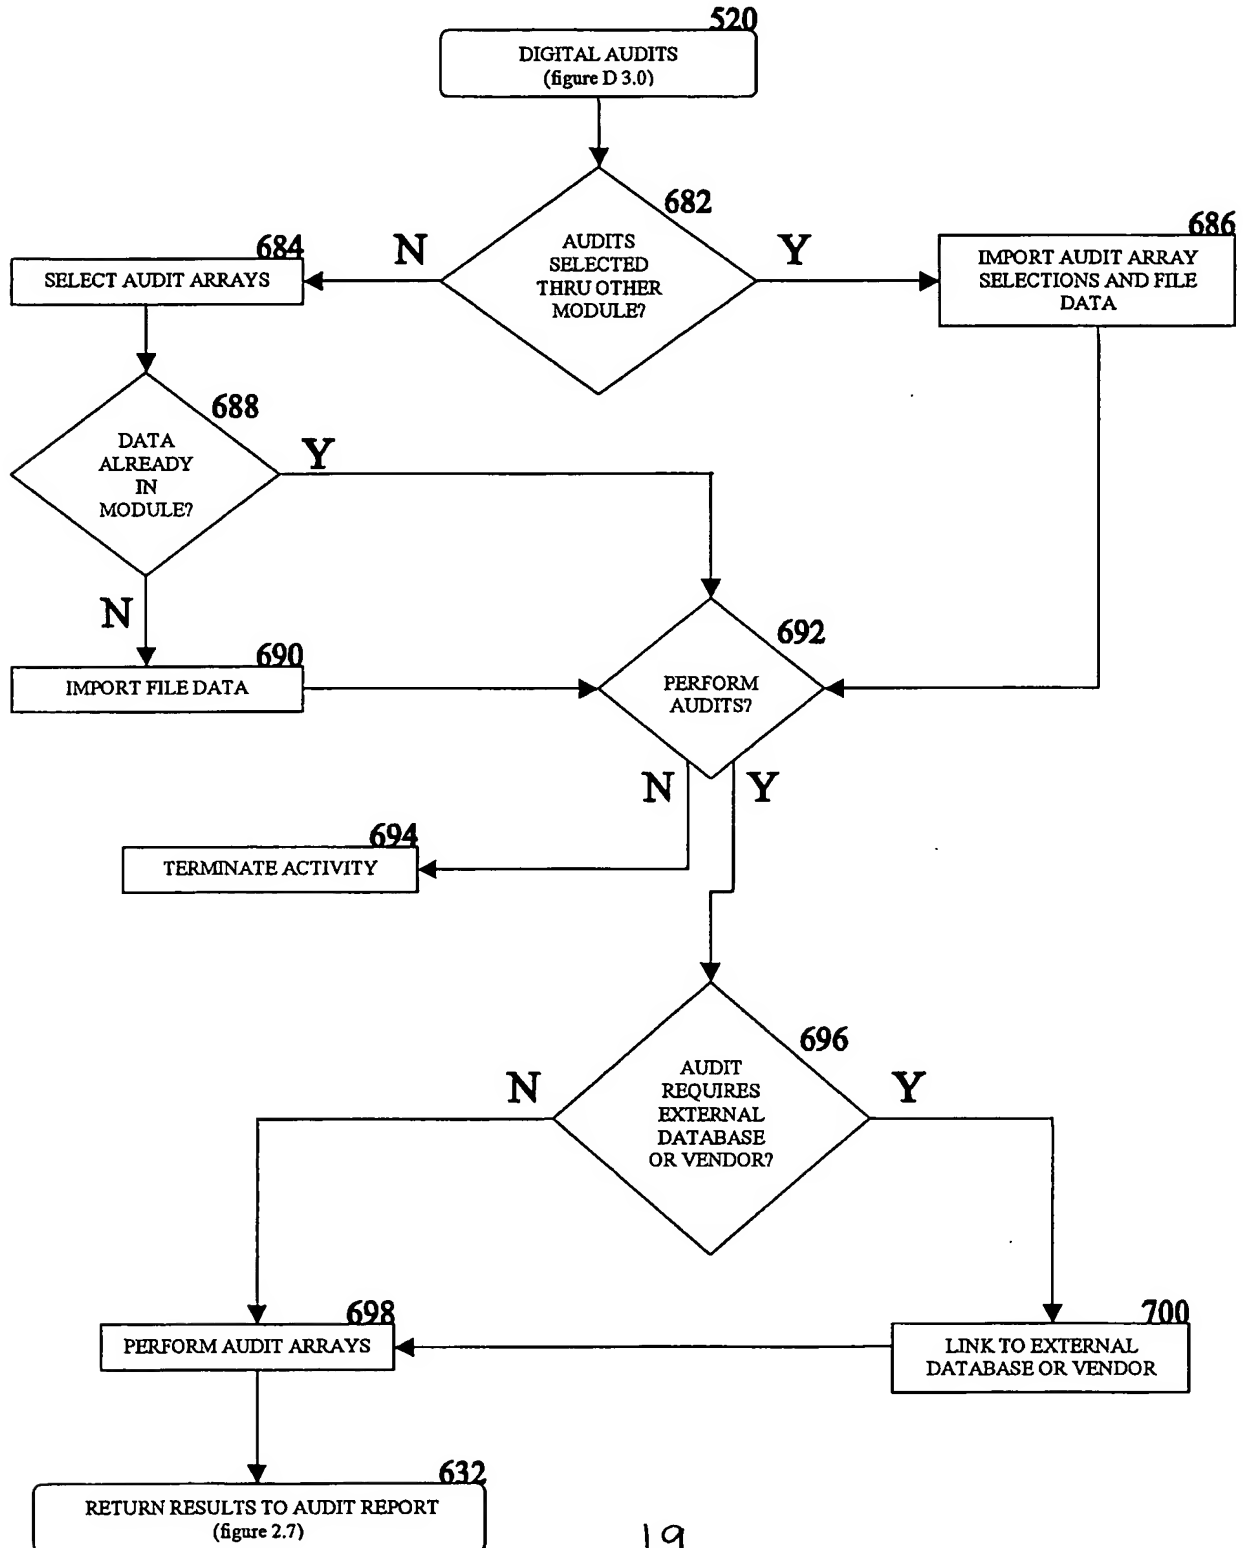 520
DIGITAL AUDITS
(figure D 3.0)
682
AUDITS
SELECTED
THRU OTHER
MODULE?
N
Y
684
SELECT AUDIT ARRAYS
686
IMPORT AUDIT ARRAY
SELECTIONS AND FILE
DATA
688
DATA
ALREADY
IN
MODULE?
Y
N
690
IMPORT FILE DATA
692
PERFORM
AUDITS?
N
Y
694
TERMINATE ACTIVITY
696
AUDIT
REQUIRES
EXTERNAL
DATABASE
OR VENDOR?
N
Y
698
PERFORM AUDIT ARRAYS
700
LINK TO EXTERNAL
DATABASE OR VENDOR
632
RETURN RESULTS TO AUDIT REPORT
(figure 2.7)
19